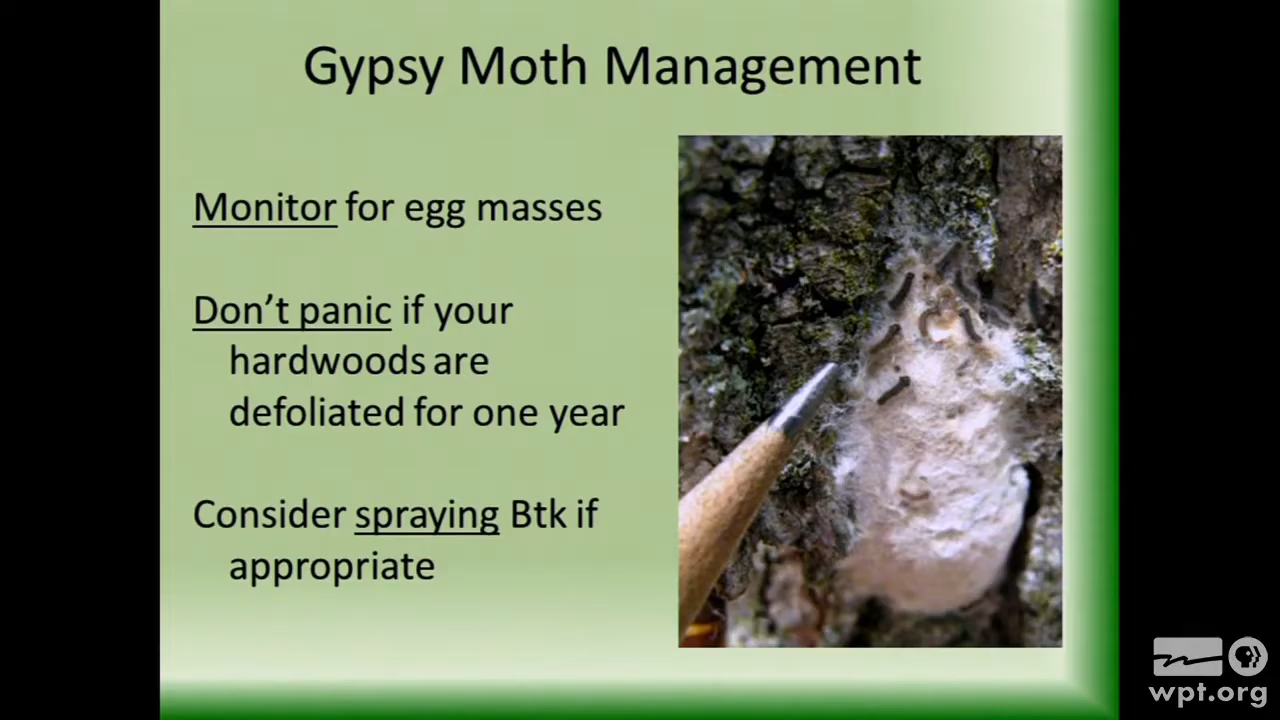 Gypsy Moth Management
Monitor for egg masses
Don't panic if your
hardwoods are
defoliated for one year
Consider spraying Btk if
appropriate
wpt.org